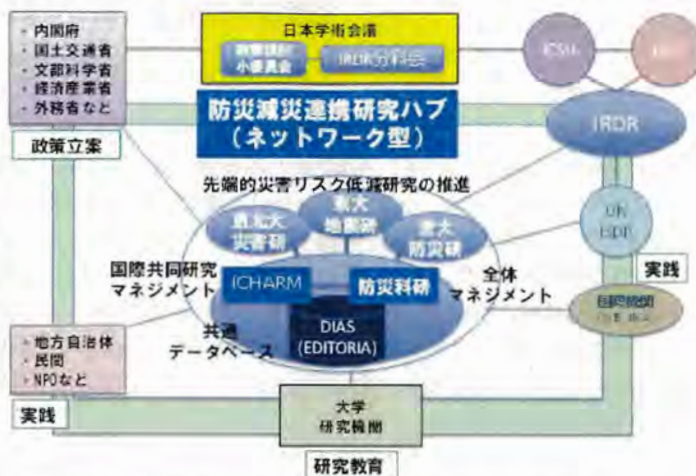 ・内閣府
・国土交通省
・文部科学省
・経済産業省
・外務省など
政策立案
日本学術会議
小委員会
IRDR分科会
防災減災連携研究ハブ
（ネットワーク型）
IRDR
先端的災害リスク低減研究の推進
東北大
災害研
東大
地震研
京大
防災研
UN
ISDR
国際共同研究
マネジメント
ICHARM
防災科研
全体
マネジメント
実践
国際機関
共通
データベース
DIAS
(EDITORIA)
・地方自治体
・民間
・NPOなど
実践
大学
研究機関
研究教育